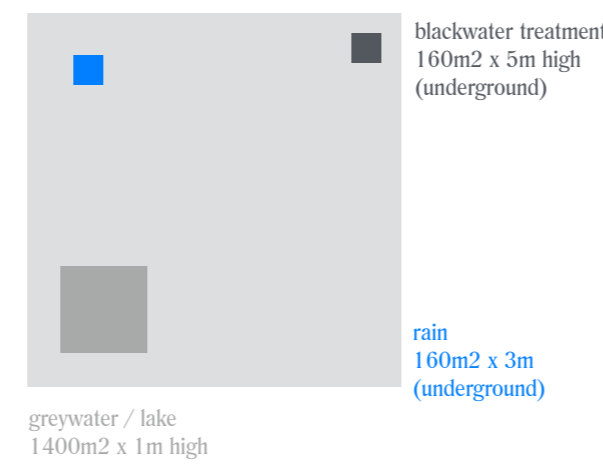 blackwater treatment
160m2 x 5m high
(underground)
rain
160m2 x 3m
(underground)
greywater / lake
1400m2 x 1m high